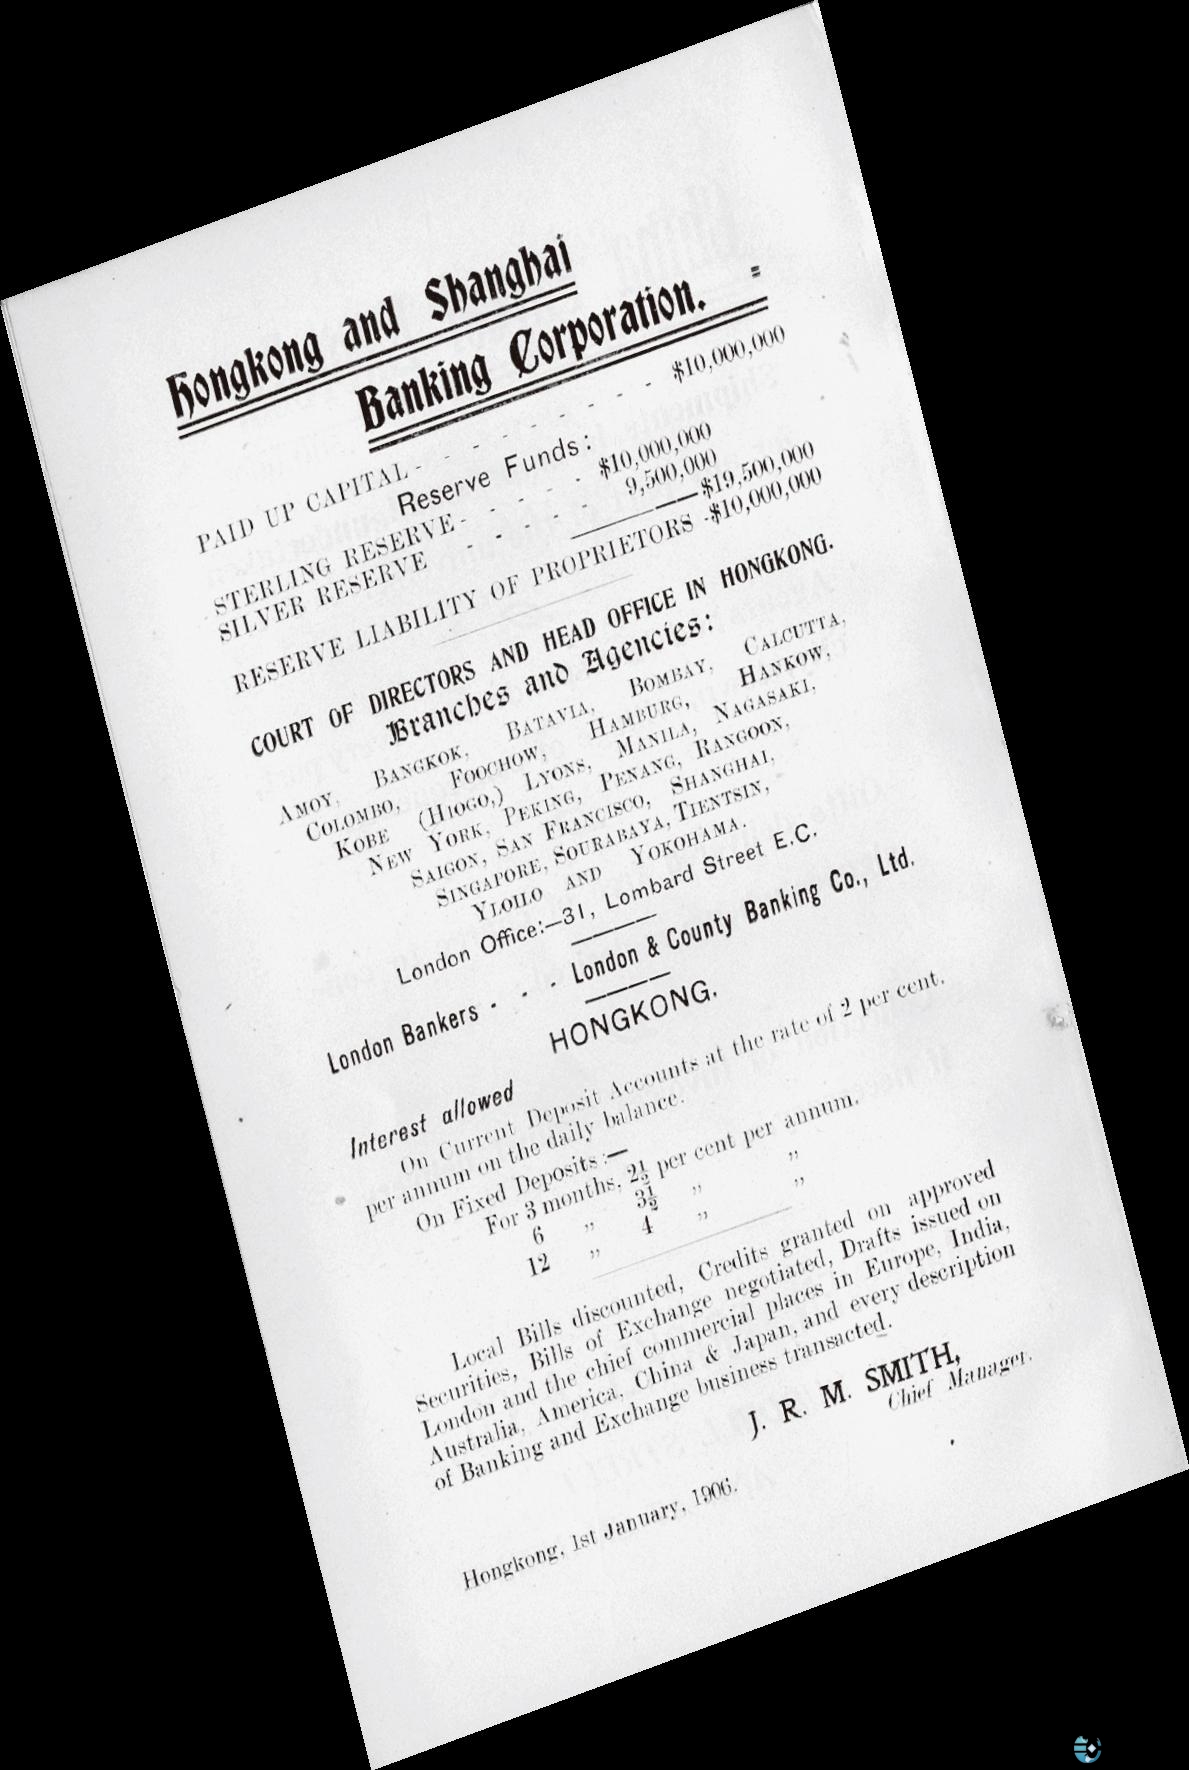 Hongkong and Shanghai
Banking Corporation.
PAID UP CAPITAL - - - - - - - - - $10,000,000
Reserve Funds:
STERLING RESERVE - - - - - $10,000,000
SILVER RESERVE - - - - 9,500,000
$19,500,000
RESERVE LIABILITY OF PROPRIETORS - $10,000,000
COURT OF DIRECTORS AND HEAD OFFICE IN HONGKONG.
Branches and Agencies:
AMOY, BANGKOK, BATAVIA, BOMBAY, CALCUTTA,
COLOMBO, FOOCHOW, HAMBURG, HANKOW,
KOBE (HIOGO,) LYONS, MANILA, NAGASAKI,
NEW YORK, PEKING, PENANG, RANGOON,
SAIGON, SAN FRANCISCO, SHANGHAI,
SINGAPORE, SOURABAYA, TIENTSIN,
YLOILO AND YOKOHAMA.
London Office:—31, Lombard Street E.C.
London Bankers - - - London & County Banking Co., Ltd.
HONGKONG.
Interest allowed
On Current Deposit Accounts at the rate of 2 per cent.
per annum on the daily balance.
On Fixed Deposits:—
For 3 months, 2½ per cent per annum.
6 „ 3½ „ „
12 „ 4 „ „
Local Bills discounted, Credits granted on approved
Securities, Bills of Exchange negotiated, Drafts issued on
London and the chief commercial places in Europe, India,
Australia, America, China & Japan, and every description
of Banking and Exchange business transacted.
J. R. M. SMITH,
Chief Manager.
Hongkong, 1st January, 1906.